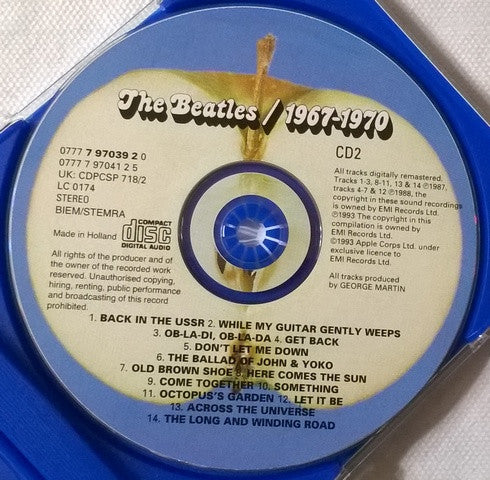 The Beatles / 1967-1970
CD2
0777 7 97039 2 0
0777 7 97041 2 5
UK: CDPCSP 718/2
LC 0174
STEREO
BIEM/STEMRA
Made in Holland
COMPACT
disc
DIGITAL AUDIO
All rights of the producer and of
the owner of the recorded work
reserved. Unauthorised copying,
hiring, renting, public performance
and broadcasting of this record
prohibited.
All tracks digitally remastered.
Tracks 1-3, 8-11, 13 & 14 ℗1987,
tracks 4-7 & 12 ℗1988, the
copyright in these sound recordings
is owned by EMI Records Ltd.
℗1993 The copyright in this
compilation is owned by
EMI Records Ltd.
©1993 Apple Corps Ltd. under
exclusive licence to
EMI Records Ltd.
All tracks produced
by GEORGE MARTIN
1. BACK IN THE USSR 2. WHILE MY GUITAR GENTLY WEEPS
3. OB-LA-DI, OB-LA-DA 4. GET BACK
5. DON'T LET ME DOWN
6. THE BALLAD OF JOHN & YOKO
7. OLD BROWN SHOE 8. HERE COMES THE SUN
9. COME TOGETHER 10. SOMETHING
11. OCTOPUS'S GARDEN 12. LET IT BE
13. ACROSS THE UNIVERSE
14. THE LONG AND WINDING ROAD